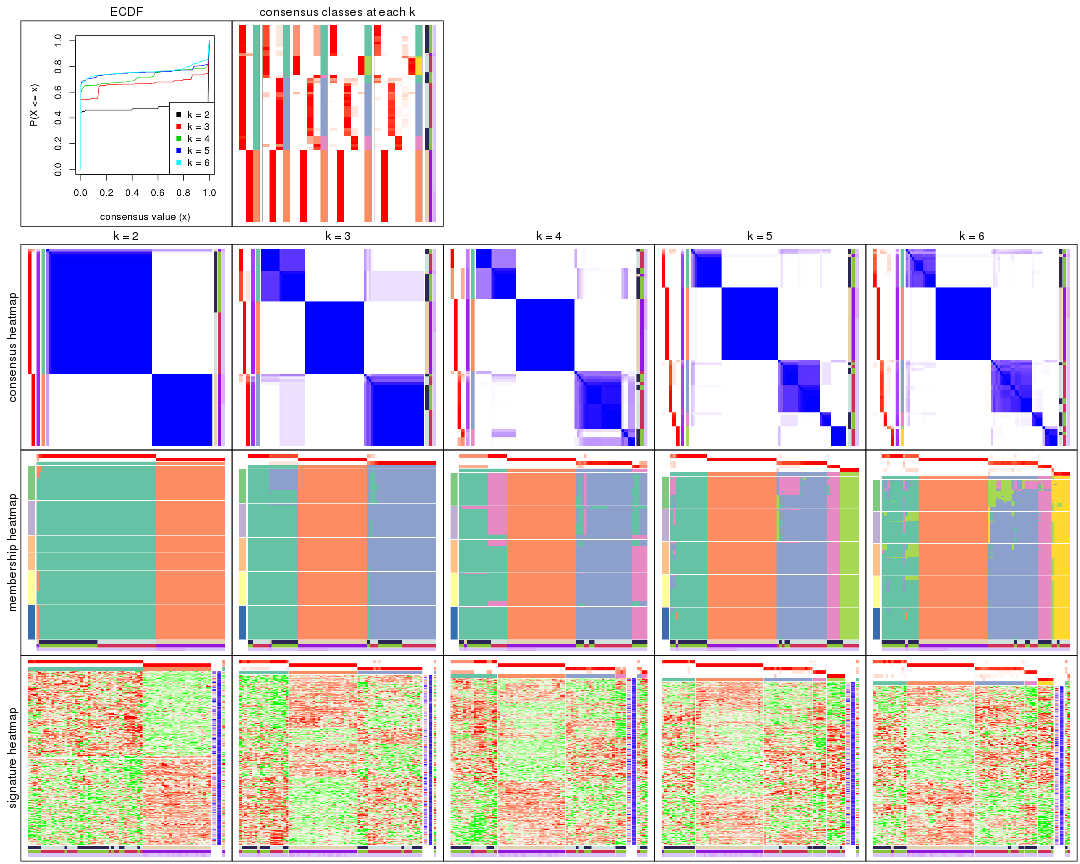 ECDF
consensus classes at each k
P(X <= x)
0.0 0.2 0.4 0.6 0.8 1.0
k = 2
k = 3
k = 4
k = 5
k = 6
0.0 0.2 0.4 0.6 0.8 1.0
consensus value (x)
k = 2
k = 3
k = 4
k = 5
k = 6
consensus heatmap
membership heatmap
signature heatmap